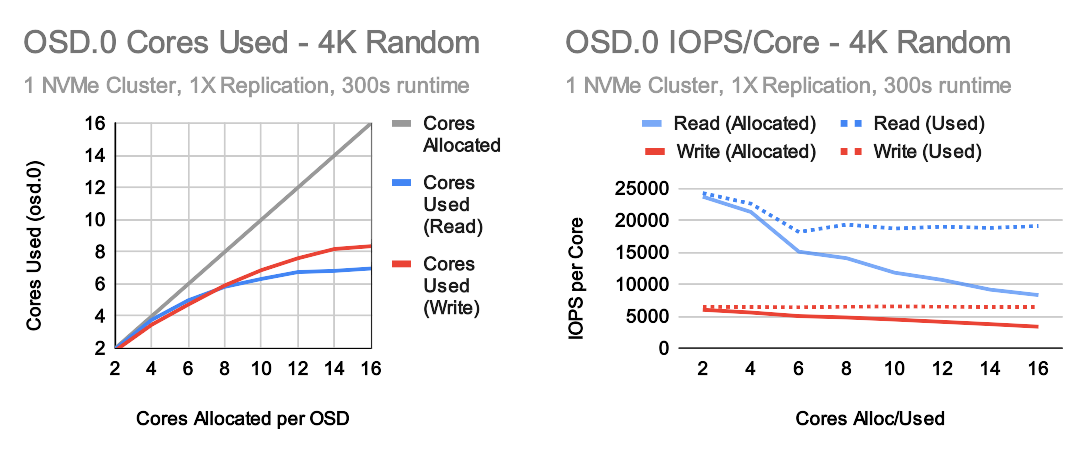 OSD.0 Cores Used - 4K Random
1 NVMe Cluster, 1X Replication, 300s runtime
16
14
12
10
8
6
4
2
Cores Used (osd.0)
2 4 6 8 10 12 14 16
Cores Allocated per OSD
Cores
Allocated
Cores
Used
(Read)
Cores
Used
(Write)
OSD.0 IOPS/Core - 4K Random
1 NVMe Cluster, 1X Replication, 300s runtime
Read (Allocated) Read (Used)
Write (Allocated) Write (Used)
25000
20000
15000
10000
5000
0
IOPS per Core
2 4 6 8 10 12 14 16
Cores Alloc/Used